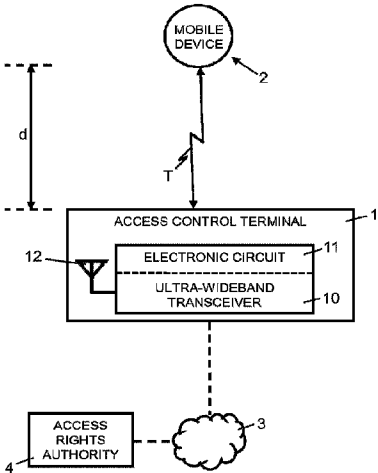 MOBILE
DEVICE
2
d
T
1
ACCESS CONTROL TERMINAL
12
ELECTRONIC CIRCUIT
11
ULTRA-WIDEBAND
TRANSCEIVER
10
3
ACCESS
RIGHTS
AUTHORITY
4